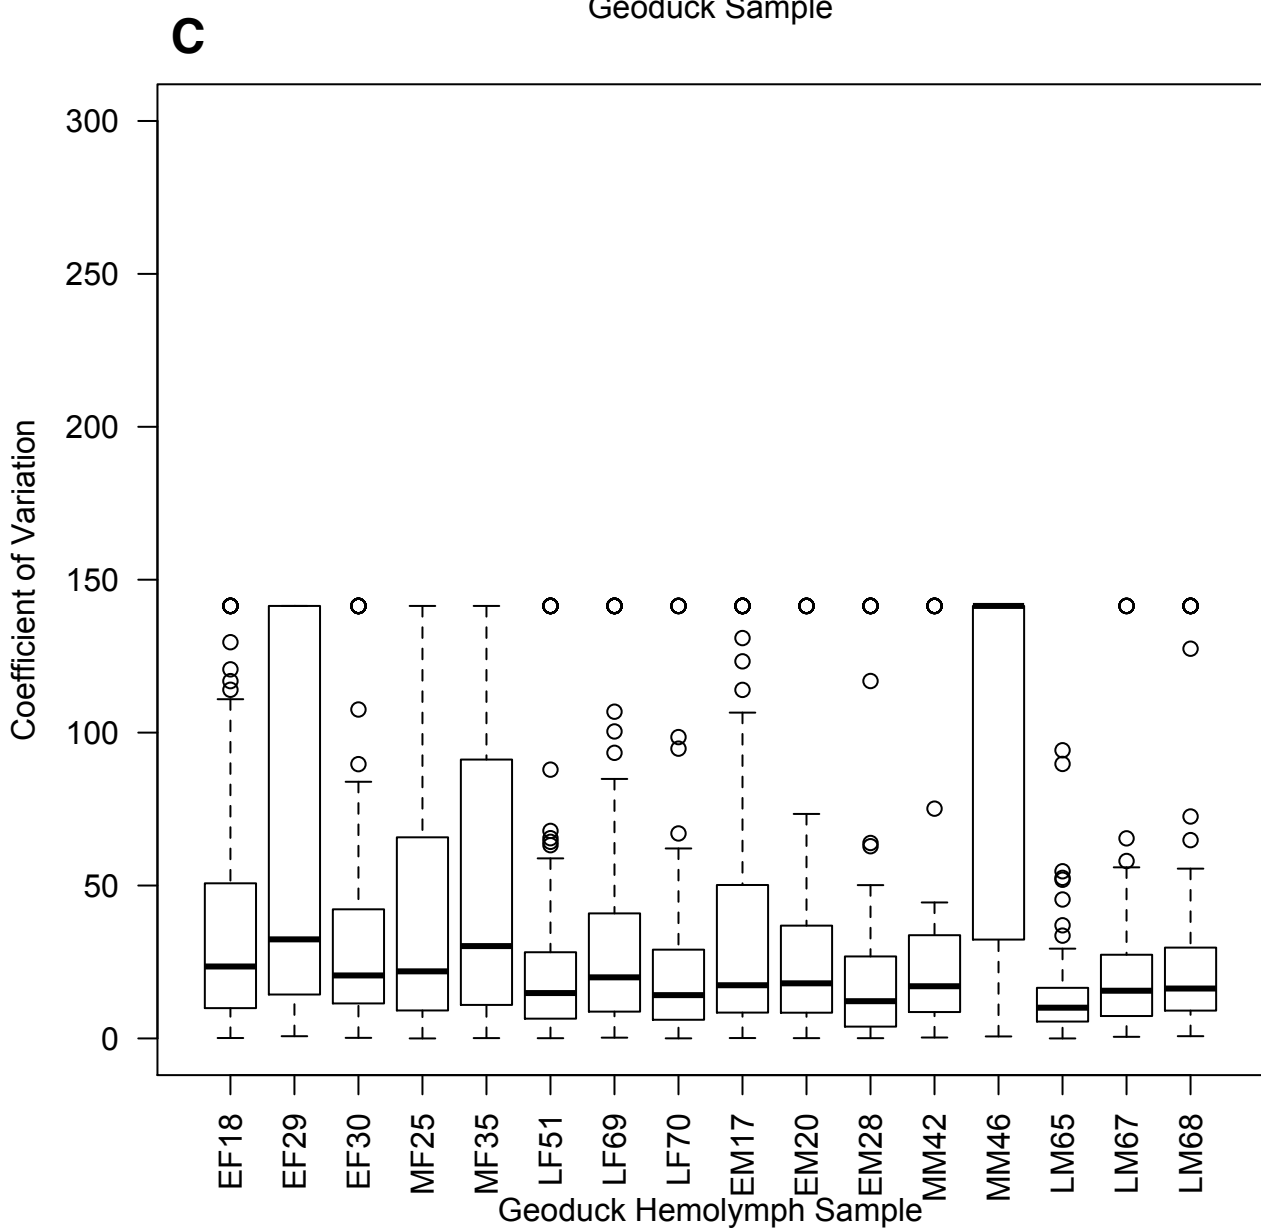 Geoduck Sample
C
300
250
200
150
100
50
0
Coefficient of Variation
EF18
EF29
EF30
MF25
MF35
LF51
LF69
LF70
EM17
EM20
EM28
MM42
MM46
LM65
LM67
LM68
Geoduck Hemolymph Sample